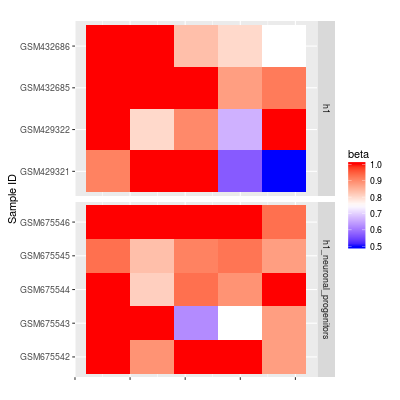 Sample ID
GSM432686
GSM432685
GSM429322
GSM429321
h1
GSM675546
GSM675545
GSM675544
GSM675543
GSM675542
h1_neuronal_progenitors
beta
1.0
0.9
0.8
0.7
0.6
0.5